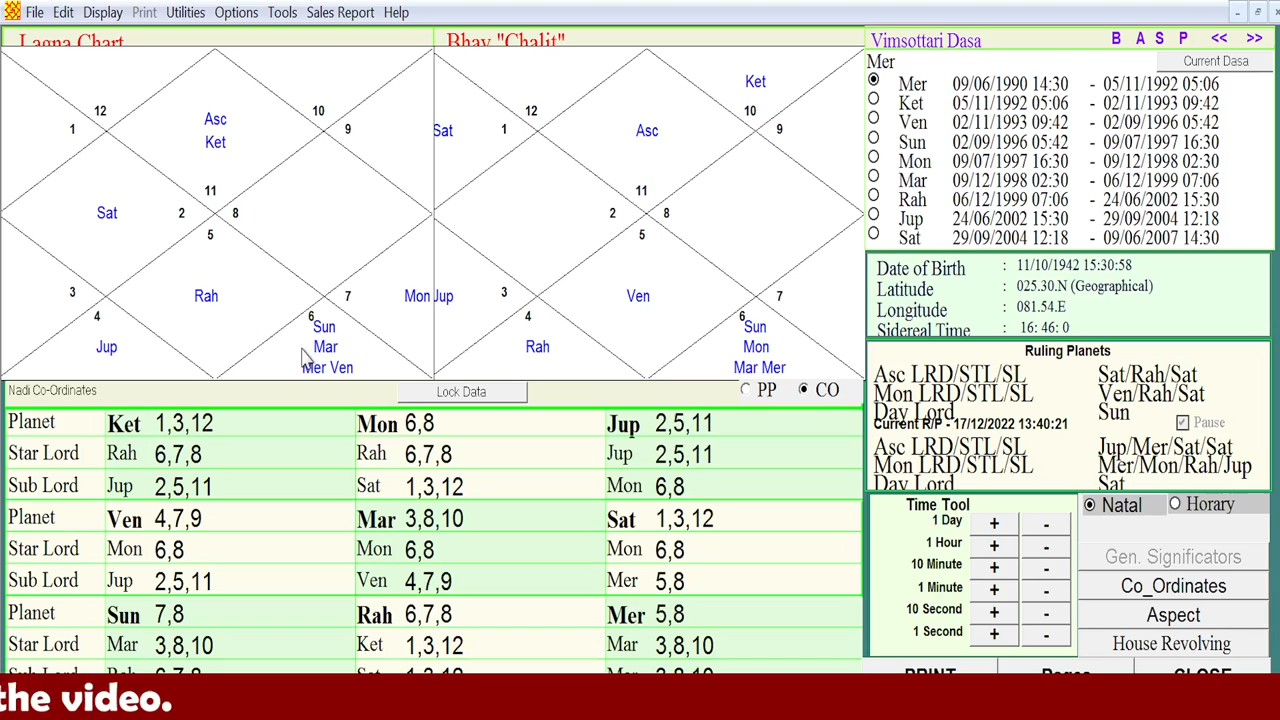 File Edit Display Print Utilities Options Tools Sales Report Help
Lagna Chart
Bhav "Chalit"
Vimsottari Dasa B A S P << >>
Mer Current Dasa
Mer 09/06/1990 14:30 - 05/11/1992 05:06
Ket 05/11/1992 05:06 - 02/11/1993 09:42
Ven 02/11/1993 09:42 - 02/09/1996 05:42
Sun 02/09/1996 05:42 - 09/07/1997 16:30
Mon 09/07/1997 16:30 - 09/12/1998 02:30
Mar 09/12/1998 02:30 - 06/12/1999 07:06
Rah 06/12/1999 07:06 - 24/06/2002 15:30
Jup 24/06/2002 15:30 - 29/09/2004 12:18
Sat 29/09/2004 12:18 - 09/06/2007 14:30
12
10
1
Asc
Ket
9
11
Sat
2
8
5
3
Rah
7
Mon
4
6
Sun
Mar
Mer Ven
Jup
Ket
12
10
Sat
1
Asc
9
11
2
8
5
Jup
3
Ven
7
4
6
Rah
Sun
Mon
Mar Mer
Date of Birth : 11/10/1942 15:30:58
Latitude : 025.30.N (Geographical)
Longitude : 081.54.E
Sidereal Time : 16: 46: 0
Ruling Planets
Asc LRD/STL/SL Sat/Rah/Sat
Mon LRD/STL/SL Ven/Rah/Sat
Day Lord Sun
Current R/P - 17/12/2022 13:40:21 Pause
Asc LRD/STL/SL Jup/Mer/Sat/Sat
Mon LRD/STL/SL Mer/Mon/Rah/Jup
Day Lord Sat
Nadi Co-Ordinates Lock Data PP CO
Planet Ket 1,3,12 Mon 6,8 Jup 2,5,11
Star Lord Rah 6,7,8 Rah 6,7,8 Jup 2,5,11
Sub Lord Jup 2,5,11 Sat 1,3,12 Mon 6,8
Planet Ven 4,7,9 Mar 3,8,10 Sat 1,3,12
Star Lord Mon 6,8 Mon 6,8 Mon 6,8
Sub Lord Jup 2,5,11 Ven 4,7,9 Mer 5,8
Planet Sun 7,8 Rah 6,7,8 Mer 5,8
Star Lord Mar 3,8,10 Ket 1,3,12 Mar 3,8,10
Sub Lord Rah 6,7,8 Sat 1,3,12 Mar 3,8,10
Time Tool
1 Day + -
1 Hour + -
10 Minute + -
1 Minute + -
10 Second + -
1 Second + -
Natal Horary
Gen. Significators
Co_Ordinates
Aspect
House Revolving
PRINT Pages CLOSE
the video.